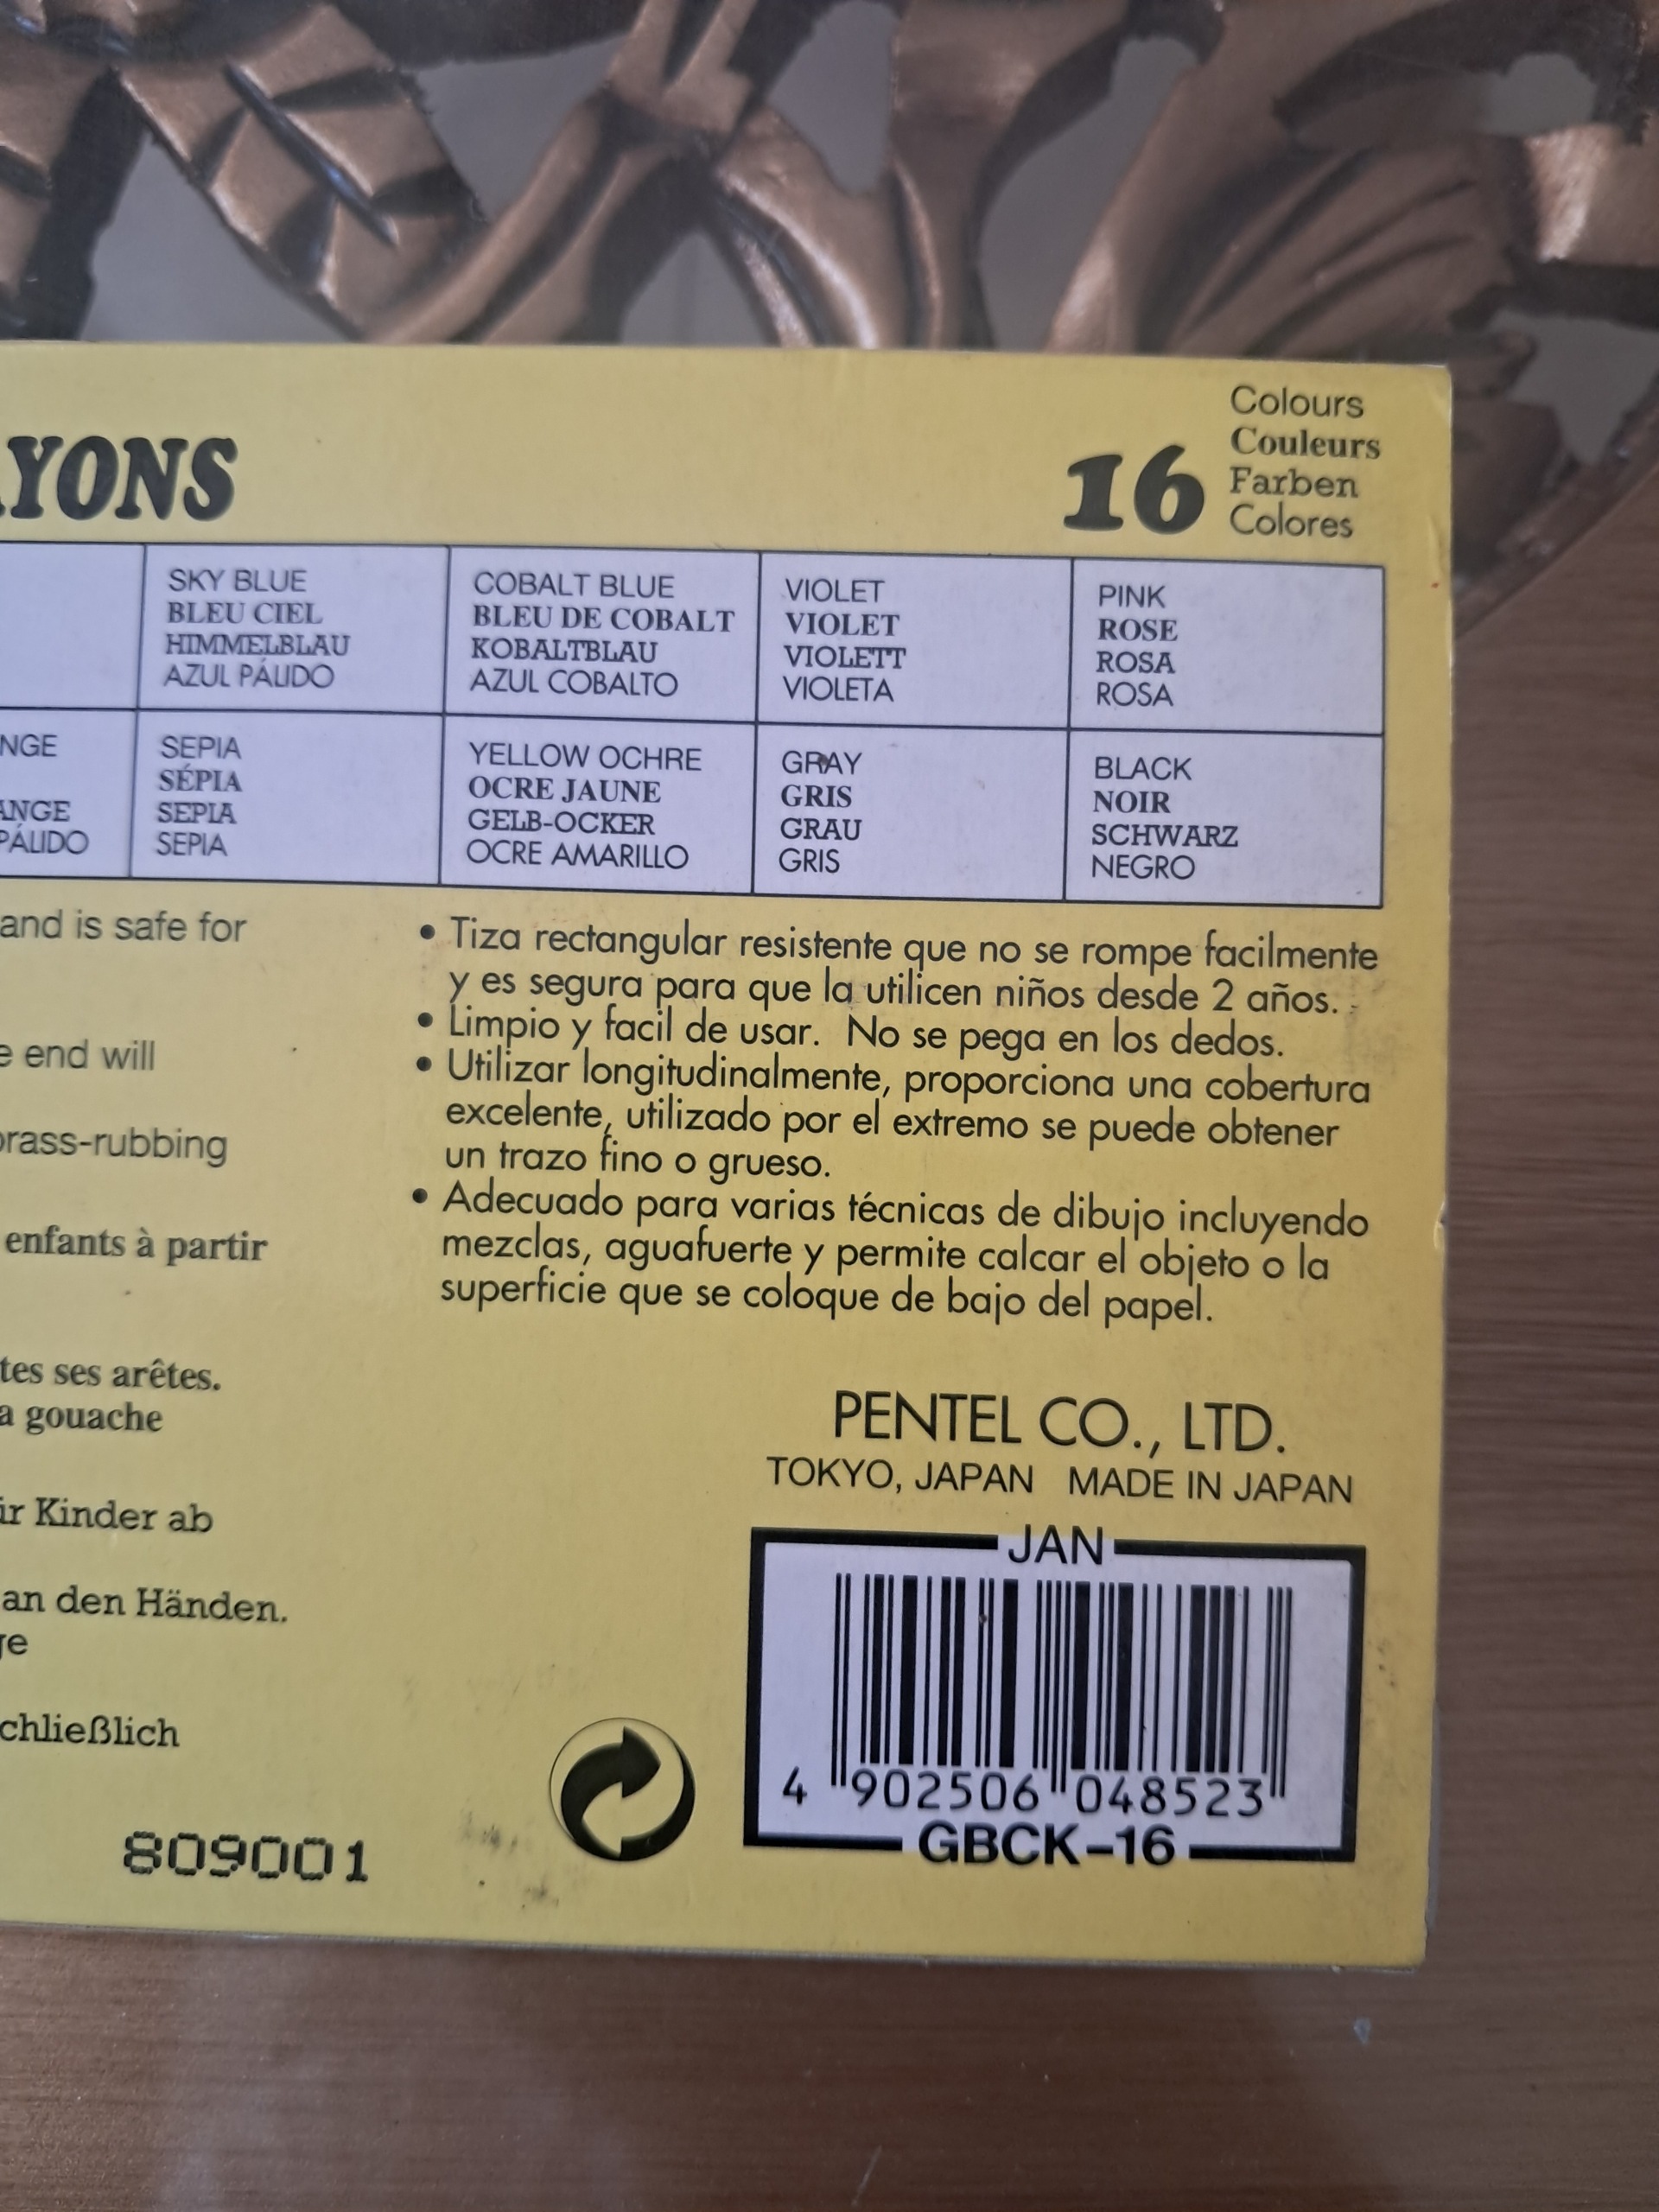 YONS
16
Colours
Couleurs
Farben
Colores
SKY BLUE
BLEU CIEL
HIMMELBLAU
AZUL PÁLIDO
COBALT BLUE
BLEU DE COBALT
KOBALTBLAU
AZUL COBALTO
VIOLET
VIOLET
VIOLETT
VIOLETA
PINK
ROSE
ROSA
ROSA
NGE
ANGE
PÁLIDO
SEPIA
SÉPIA
SEPIA
SEPIA
YELLOW OCHRE
OCRE JAUNE
GELB-OCKER
OCRE AMARILLO
GRAY
GRIS
GRAU
GRIS
BLACK
NOIR
SCHWARZ
NEGRO
and is safe for
e end will
brass-rubbing
enfants à partir
tes ses arêtes.
a gouache
ür Kinder ab
an den Händen.
ge
chließlich
• Tiza rectangular resistente que no se rompe facilmente
y es segura para que la utilicen niños desde 2 años.
• Limpio y facil de usar. No se pega en los dedos.
• Utilizar longitudinalmente, proporciona una cobertura
excelente, utilizado por el extremo se puede obtener
un trazo fino o grueso.
• Adecuado para varias técnicas de dibujo incluyendo
mezclas, aguafuerte y permite calcar el objeto o la
superficie que se coloque de bajo del papel.
PENTEL CO., LTD.
TOKYO, JAPAN MADE IN JAPAN
JAN
4 902506 048523
GBCK-16
809001